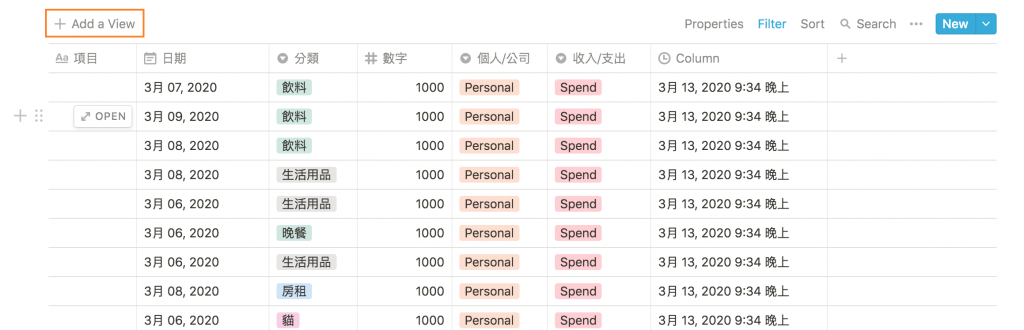 Add a View Properties Filter Sort Search New
Aa 項目 日期 分類 數字 個人/公司 收入/支出 Column
3月 07, 2020 飲料 1000 Personal Spend 3月 13, 2020 9:34 晚上
OPEN 3月 09, 2020 飲料 1000 Personal Spend 3月 13, 2020 9:34 晚上
3月 08, 2020 飲料 1000 Personal Spend 3月 13, 2020 9:34 晚上
3月 08, 2020 生活用品 1000 Personal Spend 3月 13, 2020 9:34 晚上
3月 06, 2020 生活用品 1000 Personal Spend 3月 13, 2020 9:34 晚上
3月 06, 2020 晚餐 1000 Personal Spend 3月 13, 2020 9:34 晚上
3月 06, 2020 生活用品 1000 Personal Spend 3月 13, 2020 9:34 晚上
3月 08, 2020 房租 1000 Personal Spend 3月 13, 2020 9:34 晚上
3月 06, 2020 貓 1000 Personal Spend 3月 13, 2020 9:34 晚上